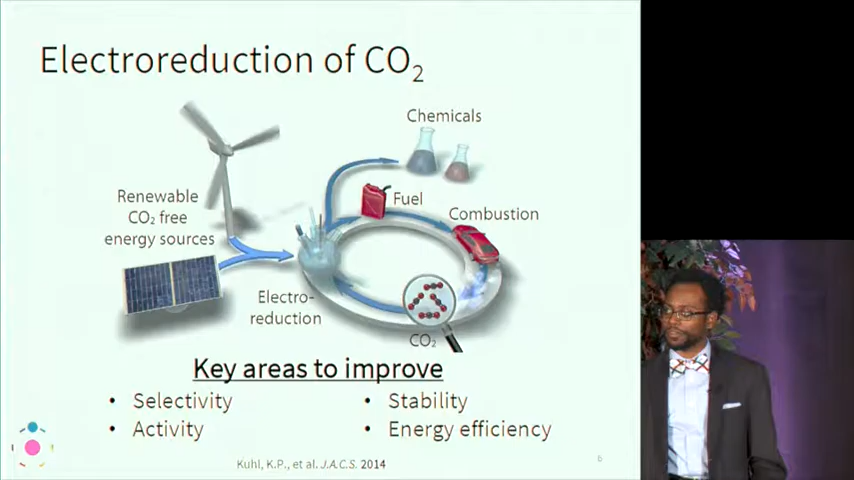 Electroreduction of CO₂
Chemicals
Renewable
CO₂ free
energy sources
Fuel
Combustion
Electro-
reduction
CO₂
Key areas to improve
• Selectivity
• Activity
• Stability
• Energy efficiency
Kuhl, K.P., et al. J.A.C.S. 2014
6